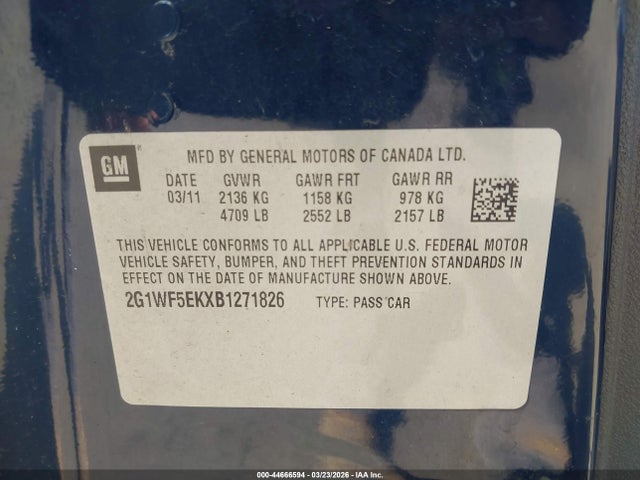 GM
MFD BY GENERAL MOTORS OF CANADA LTD.
DATE GVWR GAWR FRT GAWR RR
03/11 2136 KG 1158 KG 978 KG
4709 LB 2552 LB 2157 LB
THIS VEHICLE CONFORMS TO ALL APPLICABLE U.S. FEDERAL MOTOR
VEHICLE SAFETY, BUMPER, AND THEFT PREVENTION STANDARDS IN
EFFECT ON THE DATE OF MANUFACTURE SHOWN ABOVE.
2G1WF5EKXB1271826 TYPE: PASS CAR
000-44666594 - 03/23/2026 - IAA Inc.